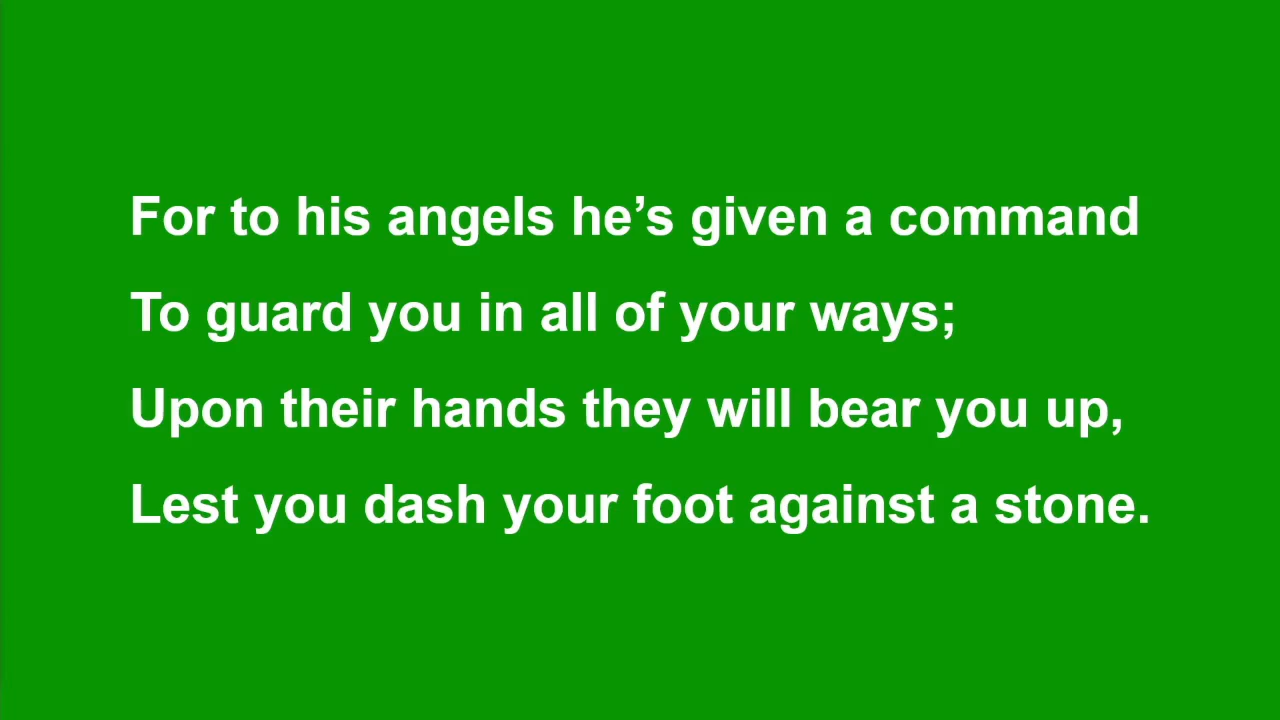 For to his angels he’s given a command
To guard you in all of your ways;
Upon their hands they will bear you up,
Lest you dash your foot against a stone.